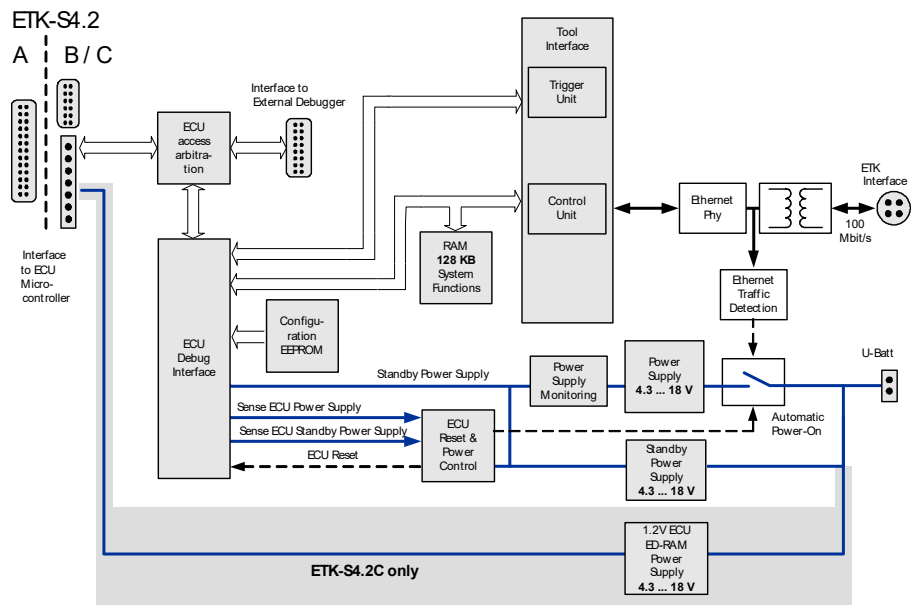 ETK-S4.2
A
B / C
Interface
to ECU
Micro-
controller
ECU
access
arbitra-
tion
Interface to
External Debugger
Tool
Interface
Trigger
Unit
Control
Unit
Ethernet
Phy
ETK
Interface
100
Mbit/s
RAM
128 KB
System
Functions
Ethernet
Traffic
Detection
ECU
Debug
Interface
Configu-
ration
EEPROM
Standby Power Supply
Power
Supply
Monitoring
Power
Supply
4.3 ... 18 V
U-Batt
Automatic
Power-On
Sense ECU Power Supply
Sense ECU Standby Power Supply
ECU Reset
ECU
Reset &
Power
Control
Standby
Power
Supply
4.3 ... 18 V
1.2V ECU
ED-RAM
Power
Supply
4.3 ... 18 V
ETK-S4.2C only